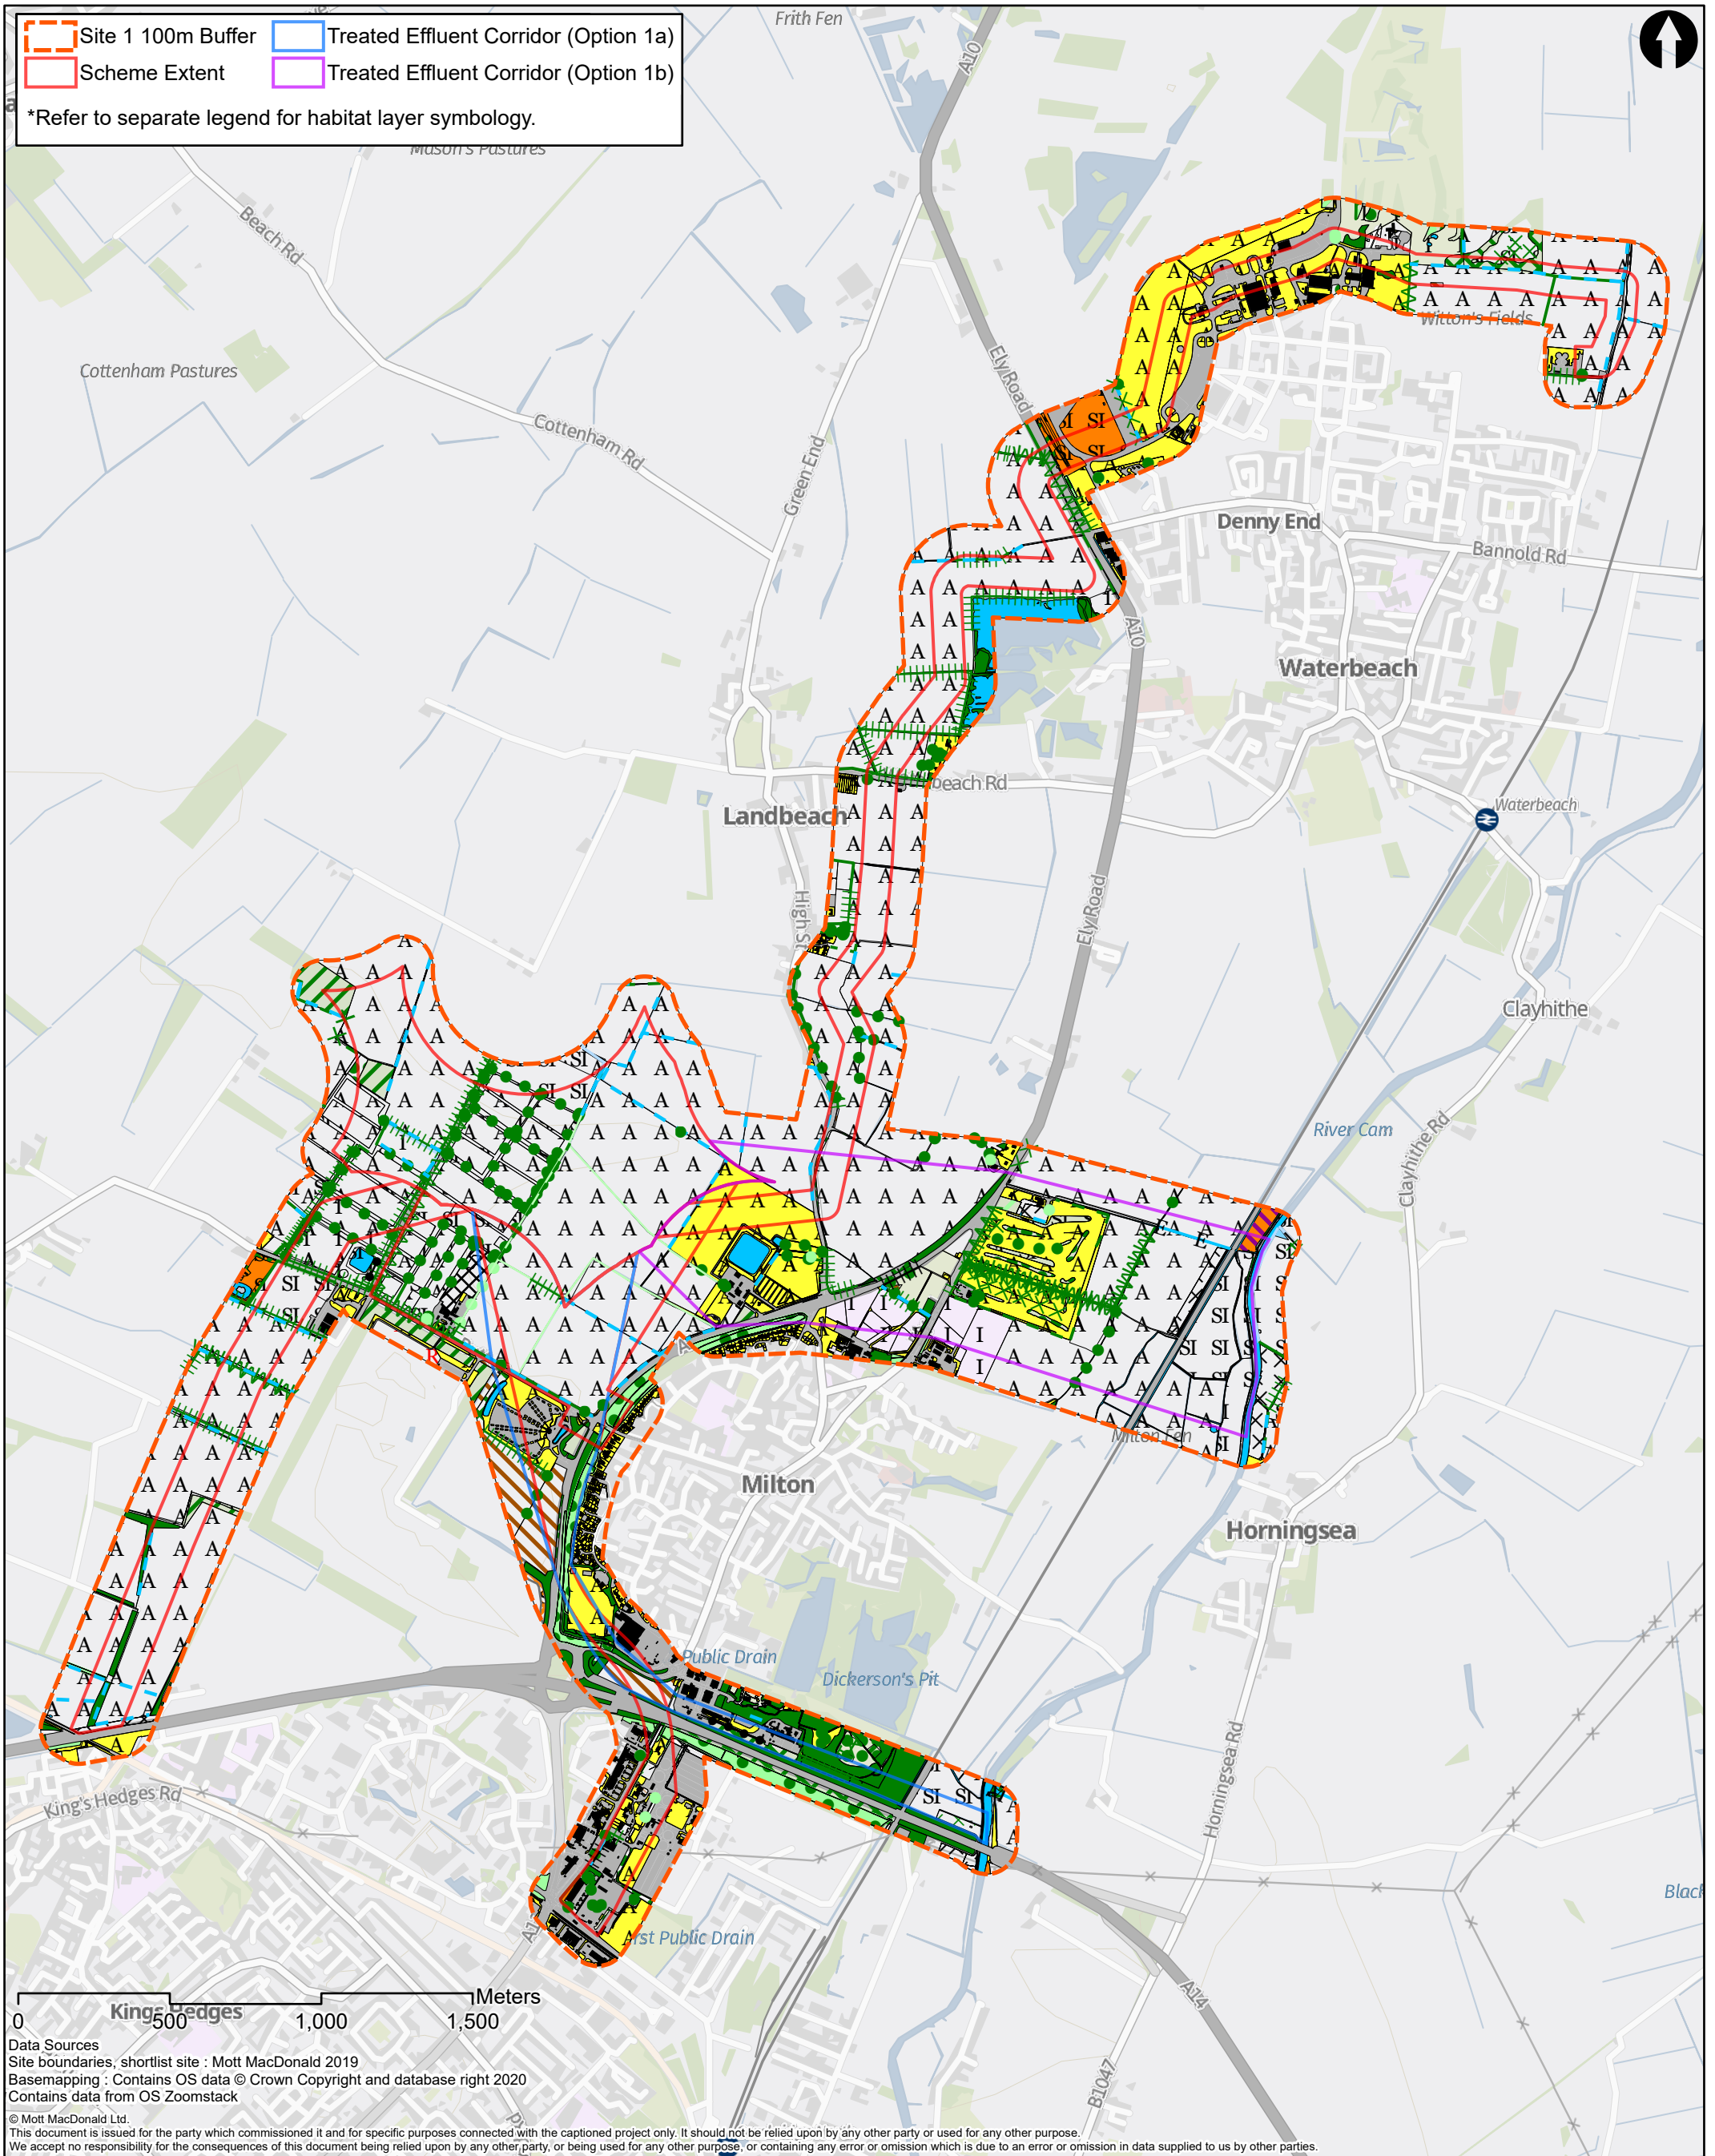 Site 1 100m Buffer
Treated Effluent Corridor (Option 1a)
Scheme Extent
Treated Effluent Corridor (Option 1b)
*Refer to separate legend for habitat layer symbology.
Frith Fen
A10
Mason's Pastures
Beach Rd
Cottenham Pastures
Ely Road
Witton's Fields
Cottenham Rd
Green End
Denny End
Bannold Rd
A10
Waterbeach
Landbeach
beach Rd
Waterbeach
High St
Ely Road
Clayhithe
River Cam
Clayhithe Rd
Milton Fen
Milton
Horningsea
Public Drain
Dickerson's Pit
Horningsea Rd
King's Hedges Rd
rst Public Drain
A14
B1047
Kings Hedges
Meters
0 500 1,000 1,500
Data Sources
Site boundaries, shortlist site : Mott MacDonald 2019
Basemapping : Contains OS data © Crown Copyright and database right 2020
Contains data from OS Zoomstack
© Mott MacDonald Ltd.
This document is issued for the party which commissioned it and for specific purposes connected with the captioned project only. It should not be relied upon by any other party or used for any other purpose.
We accept no responsibility for the consequences of this document being relied upon by any other party, or being used for any other purpose, or containing any error or omission which is due to an error or omission in data supplied to us by other parties.